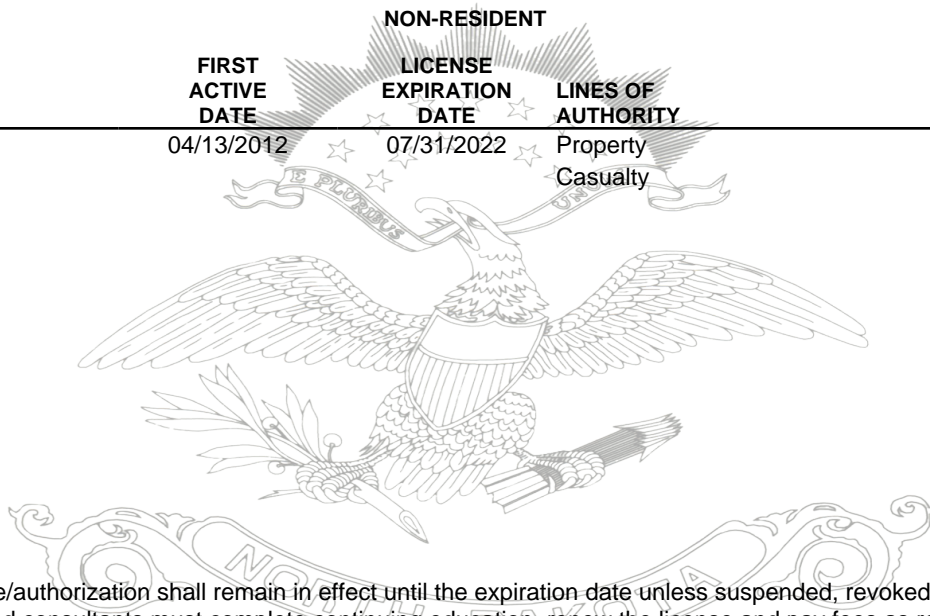 NON-RESIDENT
FIRST ACTIVE DATE
LICENSE EXPIRATION DATE
LINES OF AUTHORITY
04/13/2012 07/31/2022 Property
Casualty
E PLURIBUS
e/authorization shall remain in effect until the expiration date unless suspended, revoked